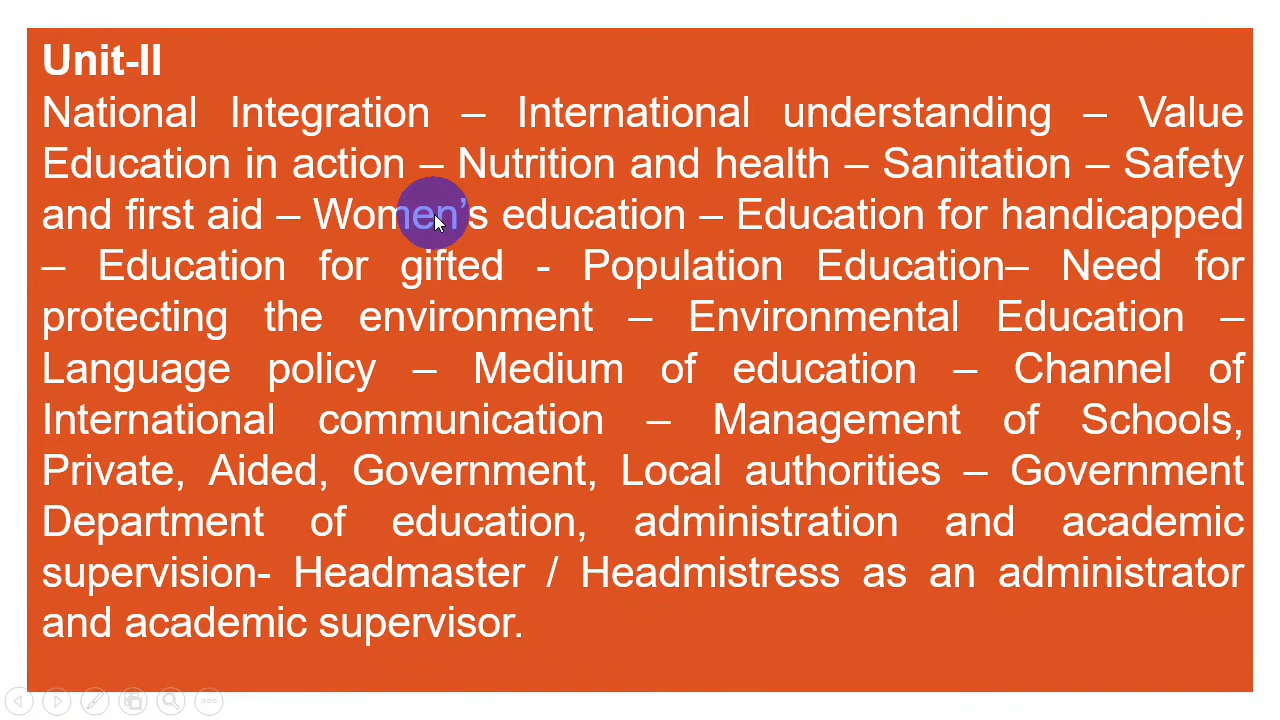 Unit-II
National Integration – International understanding – Value
Education in action – Nutrition and health – Sanitation – Safety
and first aid – Women’s education – Education for handicapped
– Education for gifted - Population Education– Need for
protecting the environment – Environmental Education –
Language policy – Medium of education – Channel of
International communication – Management of Schools,
Private, Aided, Government, Local authorities – Government
Department of education, administration and academic
supervision- Headmaster / Headmistress as an administrator
and academic supervisor.